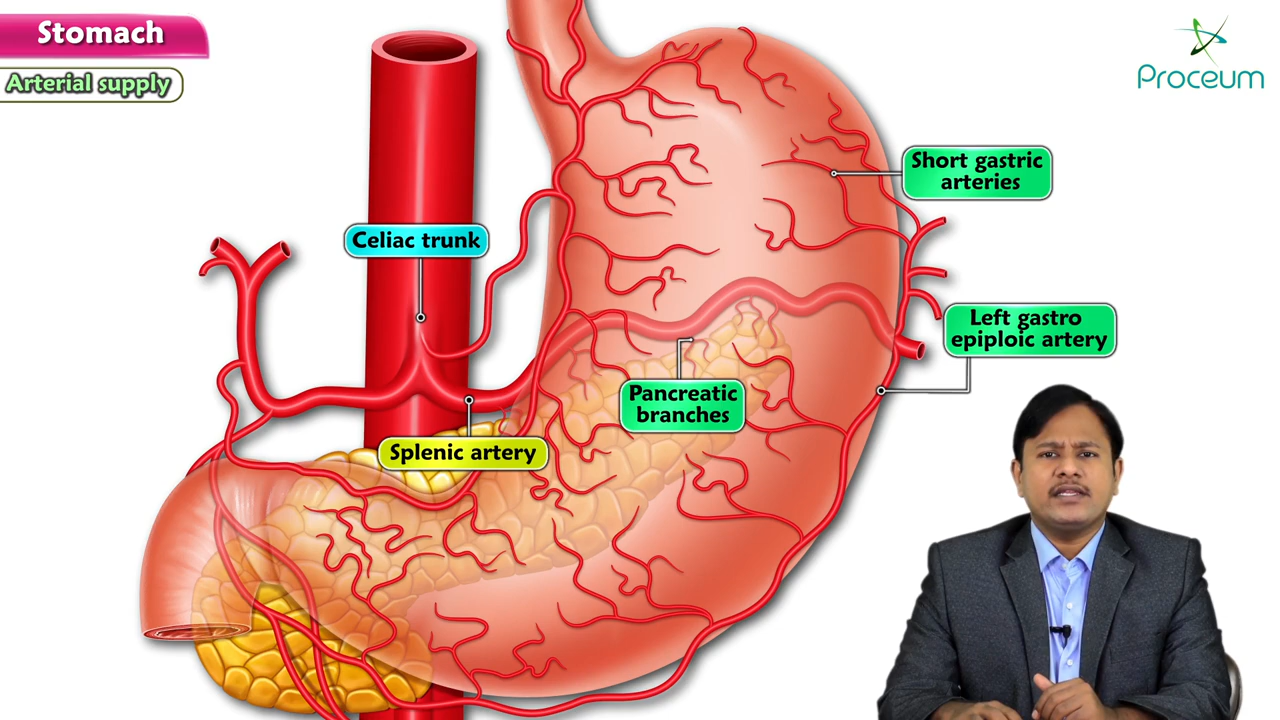 Stomach
Arterial supply
Proceum
Short gastric
arteries
Celiac trunk
Left gastro
epiploic artery
Pancreatic
branches
Splenic artery